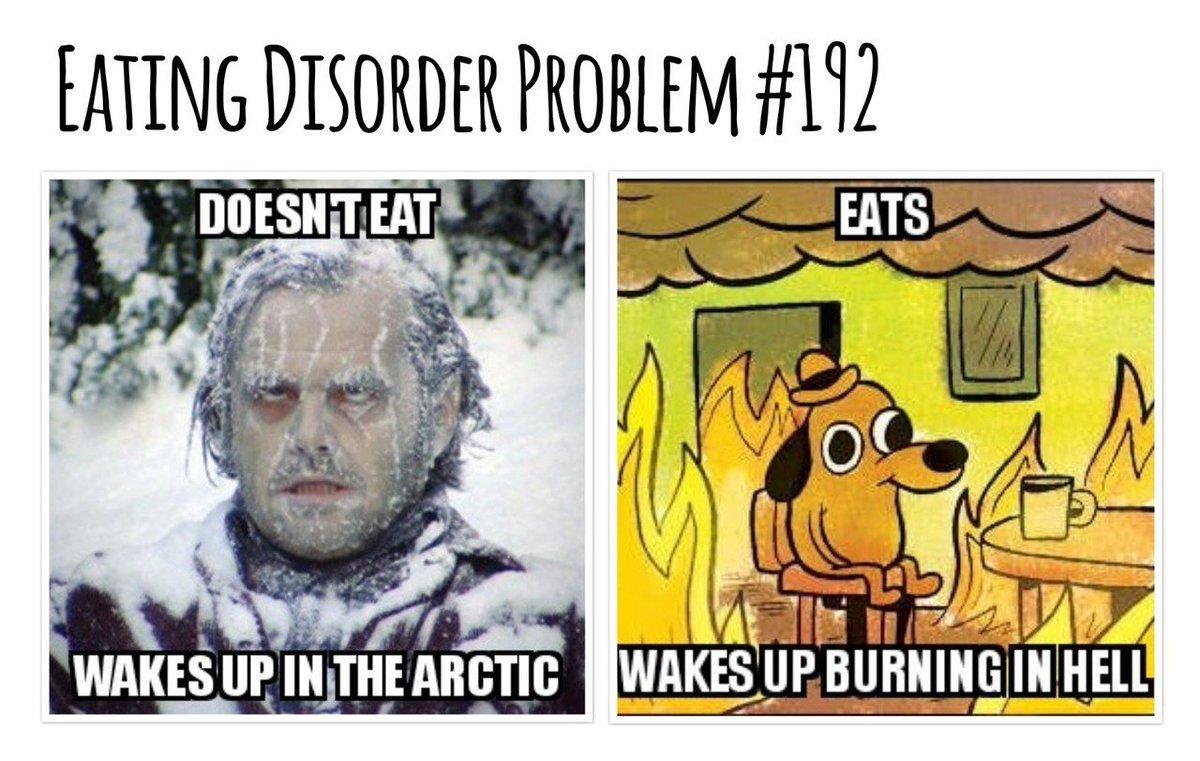 EATING DISORDER PROBLEM #192
DOESN'T EAT
WAKES UP IN THE ARCTIC
EATS
WAKES UP BURNING IN HELL